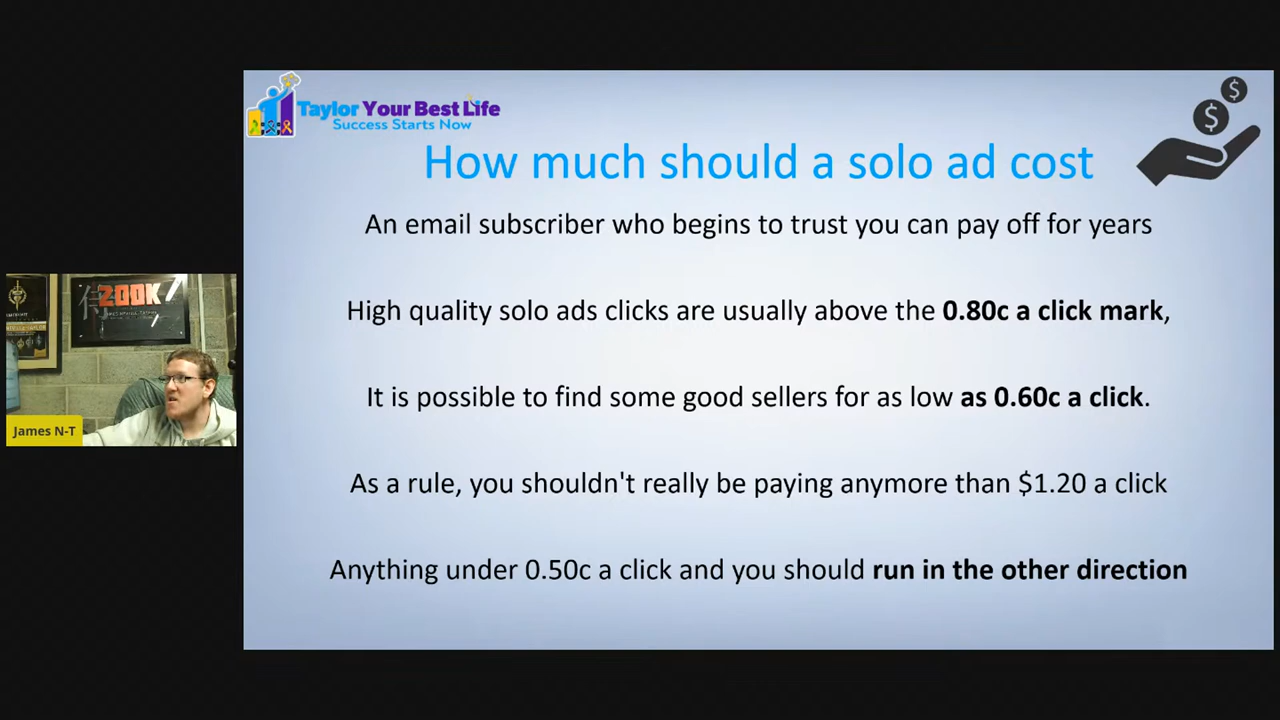 Taylor Your Best Life
Success Starts Now
$
$
How much should a solo ad cost
An email subscriber who begins to trust you can pay off for years
High quality solo ads clicks are usually above the 0.80c a click mark,
It is possible to find some good sellers for as low as 0.60c a click.
As a rule, you shouldn't really be paying anymore than $1.20 a click
Anything under 0.50c a click and you should run in the other direction
200K
James N-T